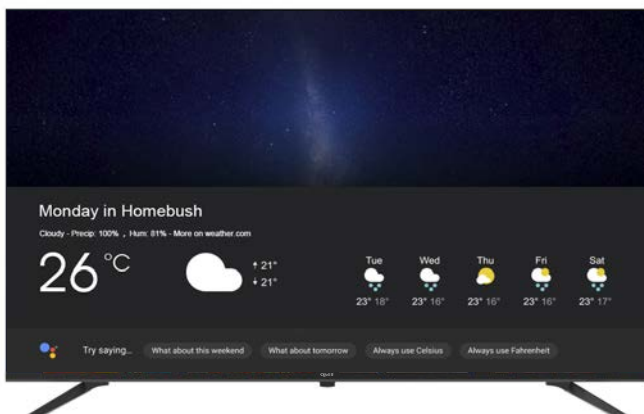 Monday in Homebush
Cloudy - Precip: 100% , Hum: 81% - More on weather.com
26 °C
↑ 21°
↓ 21°
Tue Wed Thu Fri Sat
23° 18° 23° 16° 23° 16° 23° 16° 23° 17°
Try saying... What about this weekend What about tomorrow Always use Celsius Always use Fahrenheit